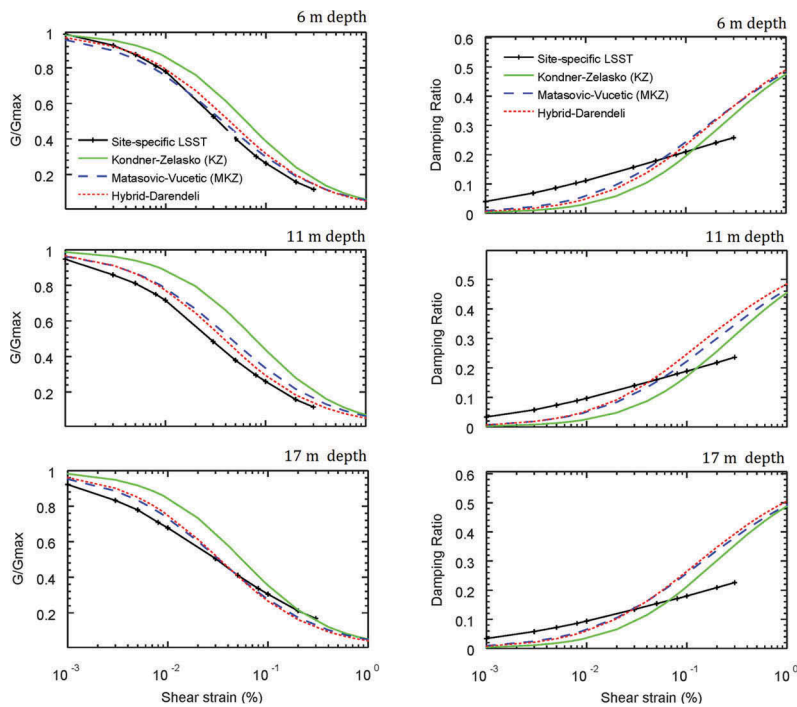 6 m depth
1
0.8
0.6
0.4
0.2
G/Gmax
Site-specific LSST
Kondner-Zelasko (KZ)
Matasovic-Vucetic (MKZ)
Hybrid-Darendeli
6 m depth
0.6
0.5
0.4
0.3
0.2
0.1
0
Damping Ratio
Site-specific LSST
Kondner-Zelasko (KZ)
Matasovic-Vucetic (MKZ)
Hybrid-Darendeli
11 m depth
1
0.8
0.6
0.4
0.2
G/Gmax
11 m depth
0.5
0.4
0.3
0.2
0.1
0
Damping Ratio
17 m depth
1
0.8
0.6
0.4
0.2
G/Gmax
10⁻³ 10⁻² 10⁻¹ 10⁰
Shear strain (%)
17 m depth
0.6
0.5
0.4
0.3
0.2
0.1
0
Damping Ratio
10⁻³ 10⁻² 10⁻¹ 10⁰
Shear strain (%)